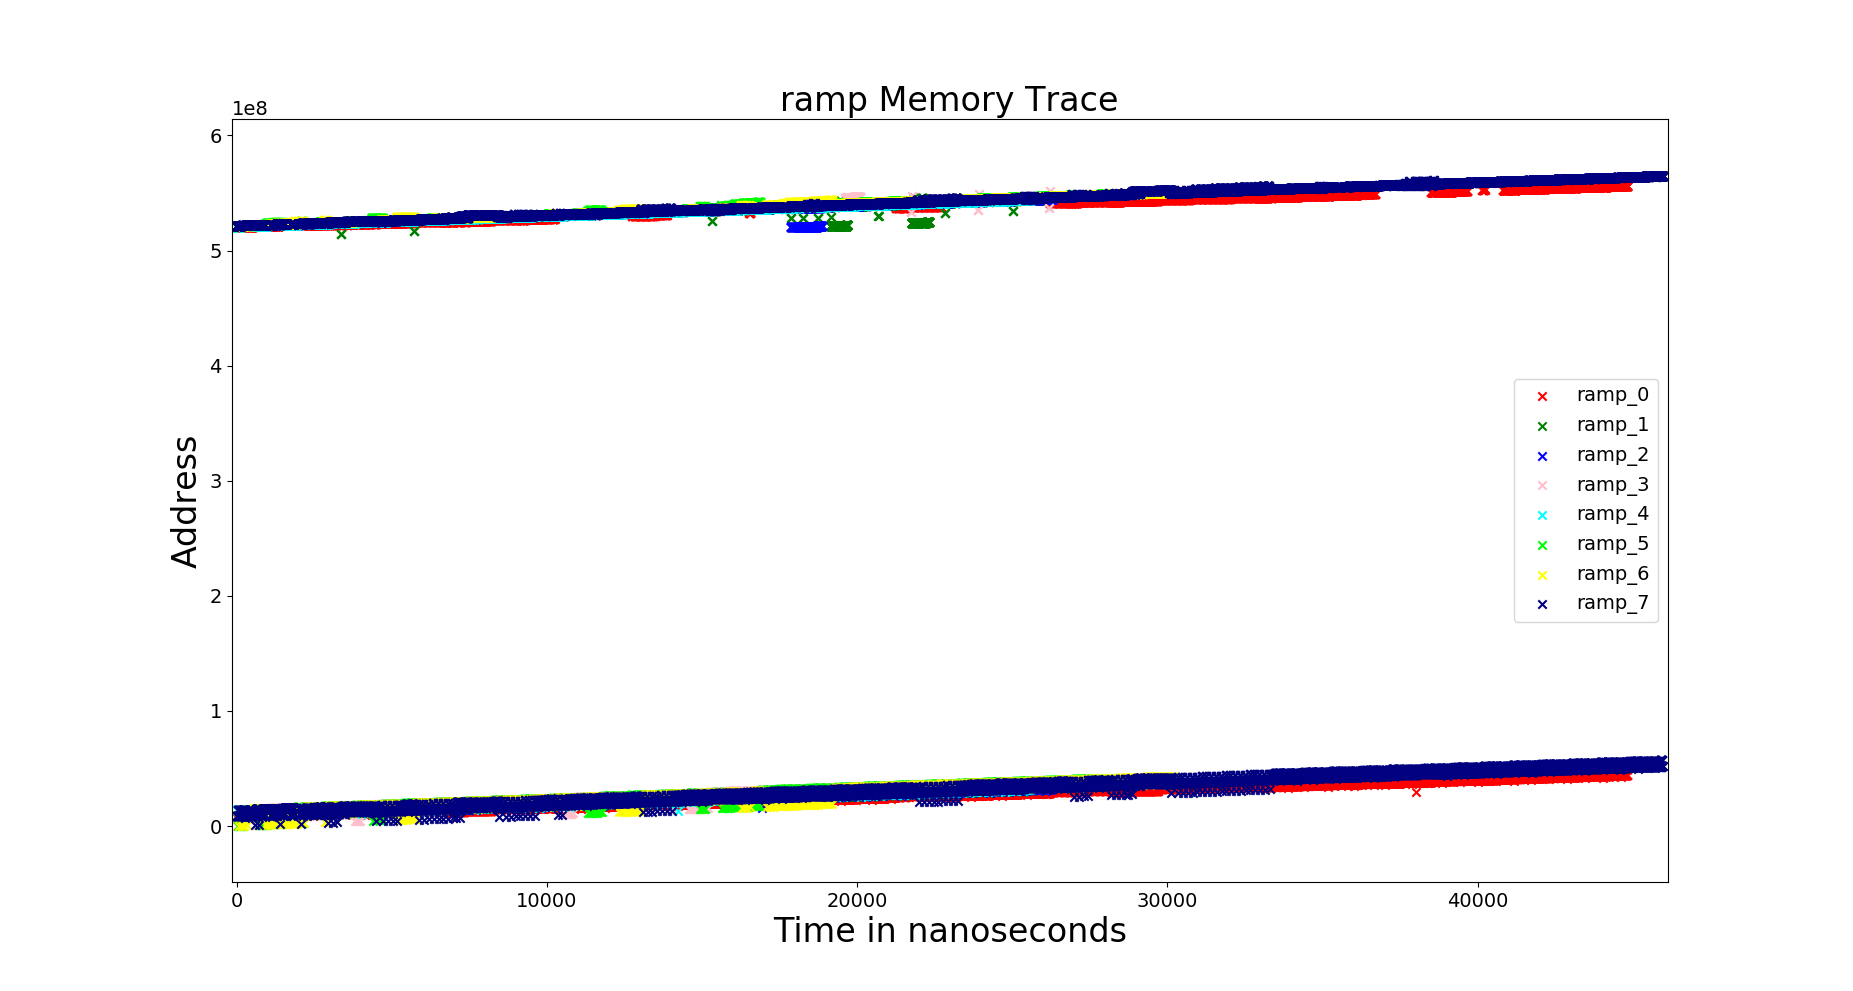 ramp Memory Trace
1e8
6
5
4
3
2
1
0
Address
0 10000 20000 30000 40000
Time in nanoseconds
ramp_0
ramp_1
ramp_2
ramp_3
ramp_4
ramp_5
ramp_6
ramp_7